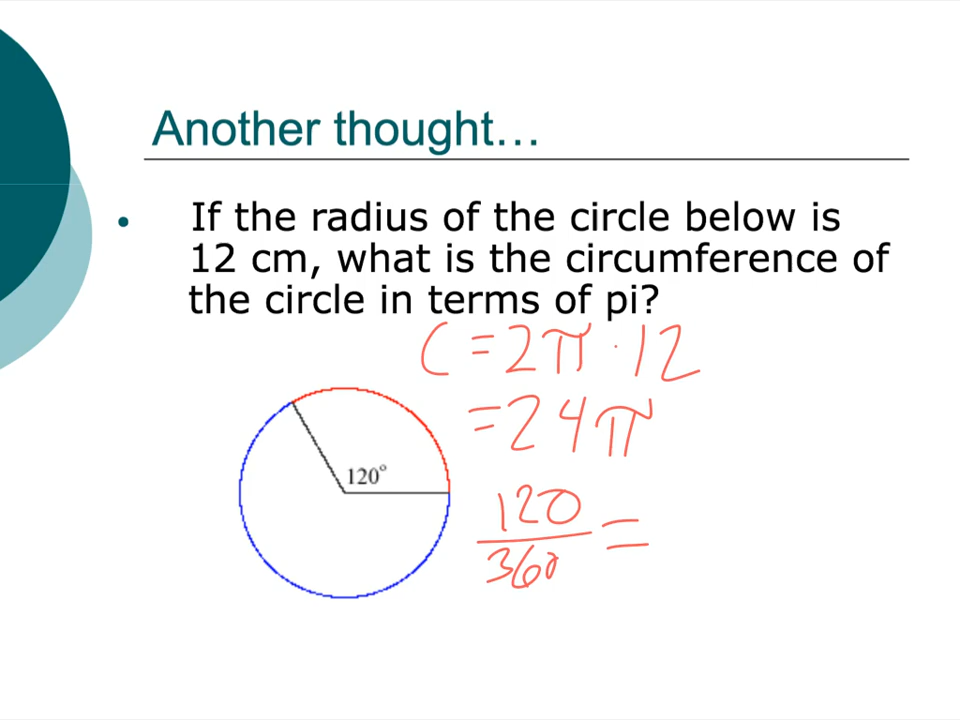 Another thought…
• If the radius of the circle below is
12 cm, what is the circumference of
the circle in terms of pi?
C = 2π · 12
= 24π
120°
120
360
=